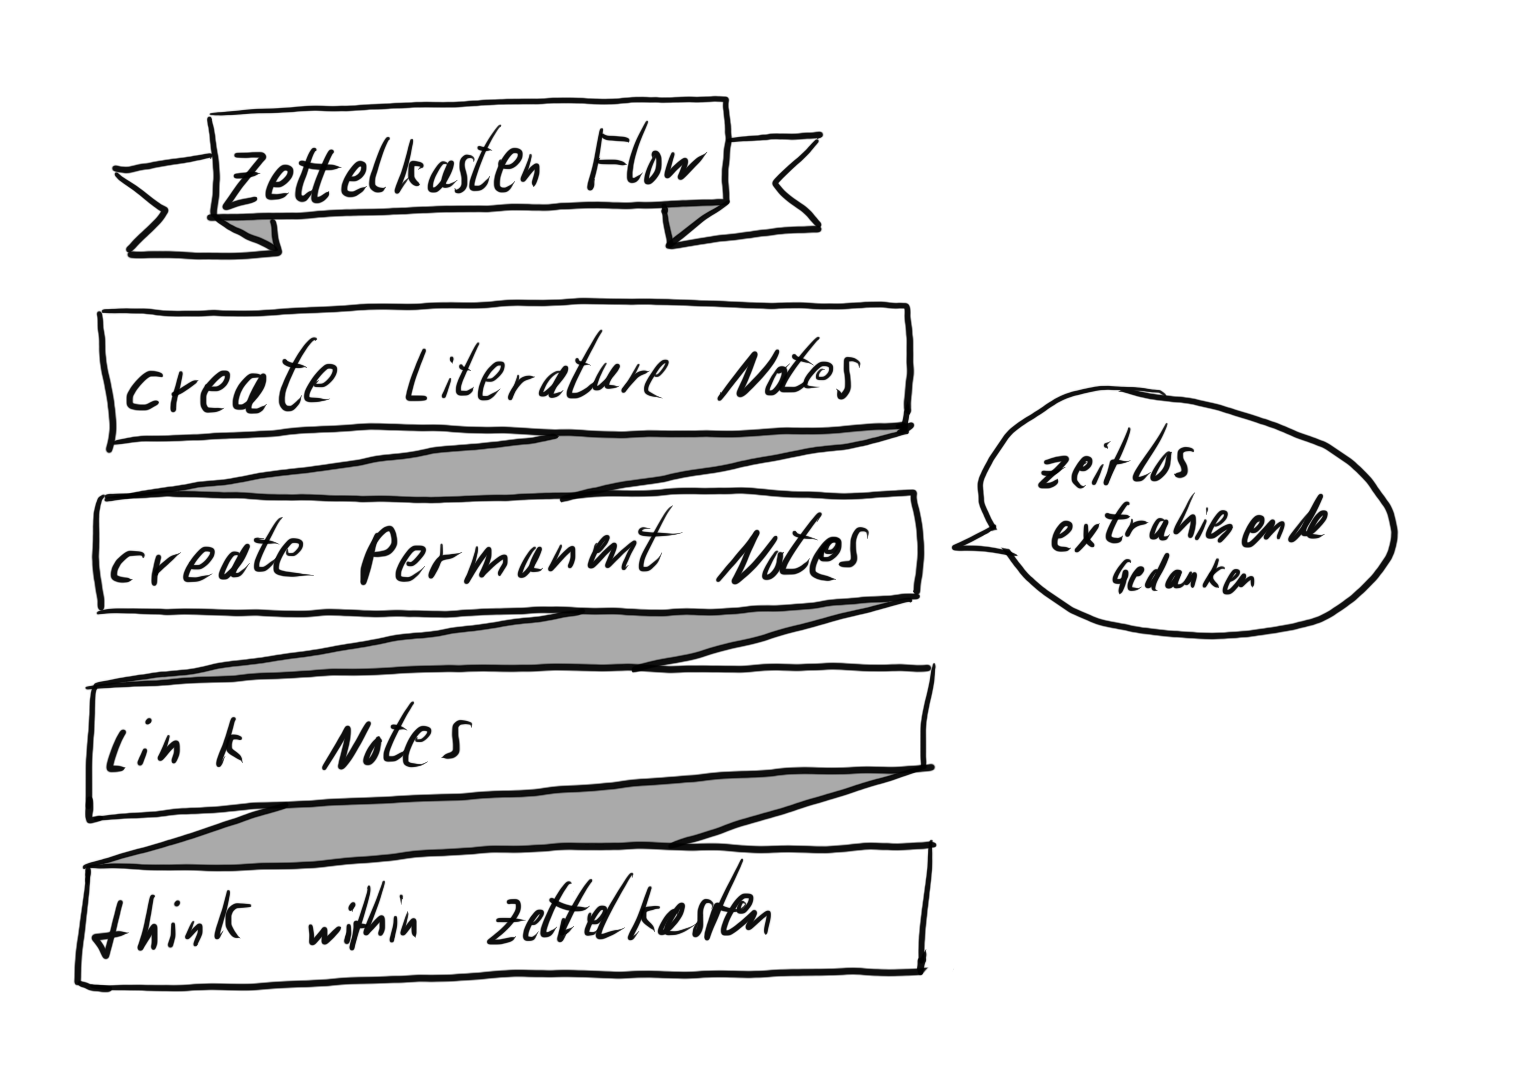 Zettelkasten Flow
create Literature Notes
create Permanent Notes
zeitlos
extrahierende
Gedanken
Link Notes
think within Zettelkasten